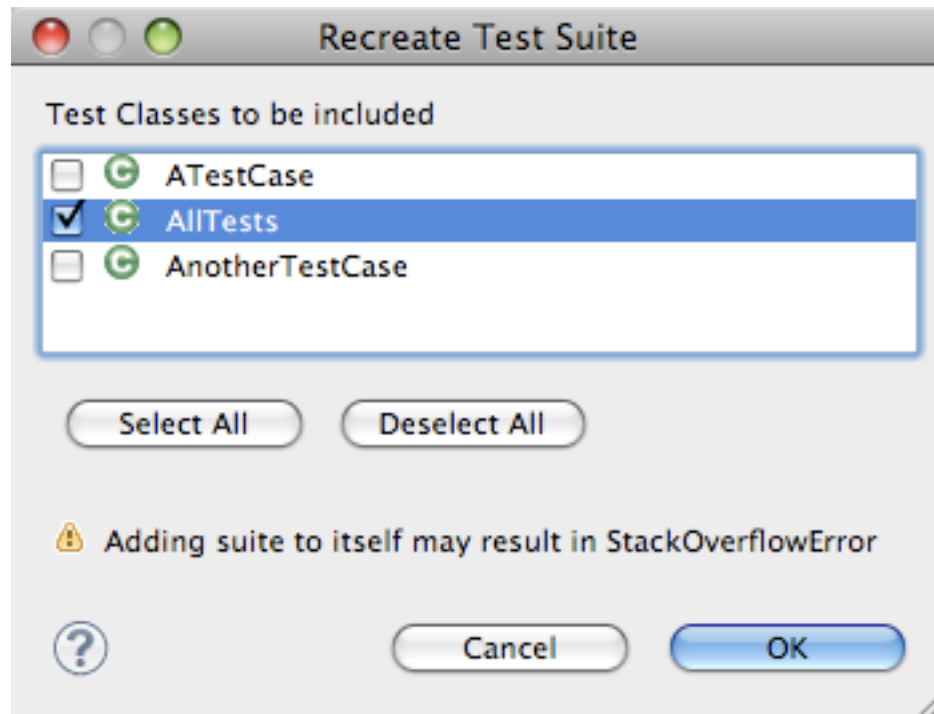 Recreate Test Suite
Test Classes to be included
C ATestCase
C AllTests
C AnotherTestCase
Select All Deselect All
! Adding suite to itself may result in StackOverflowError
? Cancel OK